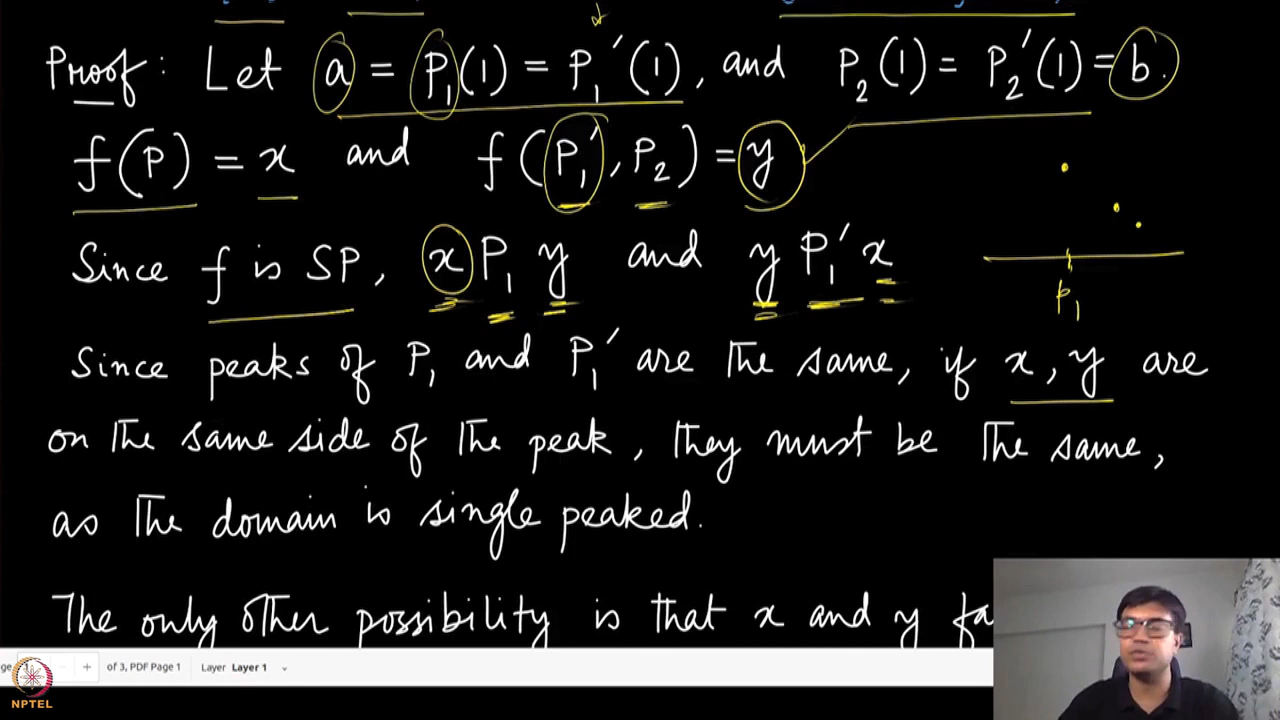 Proof: Let a = P₁(1) = P₁′(1), and P₂(1) = P₂′(1) = b.
f(P) = x and f(P₁′, P₂) = y
Since f is SP, x P₁ y and y P₁′ x
P₁
Since peaks of P₁ and P₁′ are the same, if x, y are
on the same side of the peak, they must be the same,
as the domain is single peaked.
The only other possibility is that x and y fa
of 3, PDF Page 1 Layer Layer 1
NPTEL